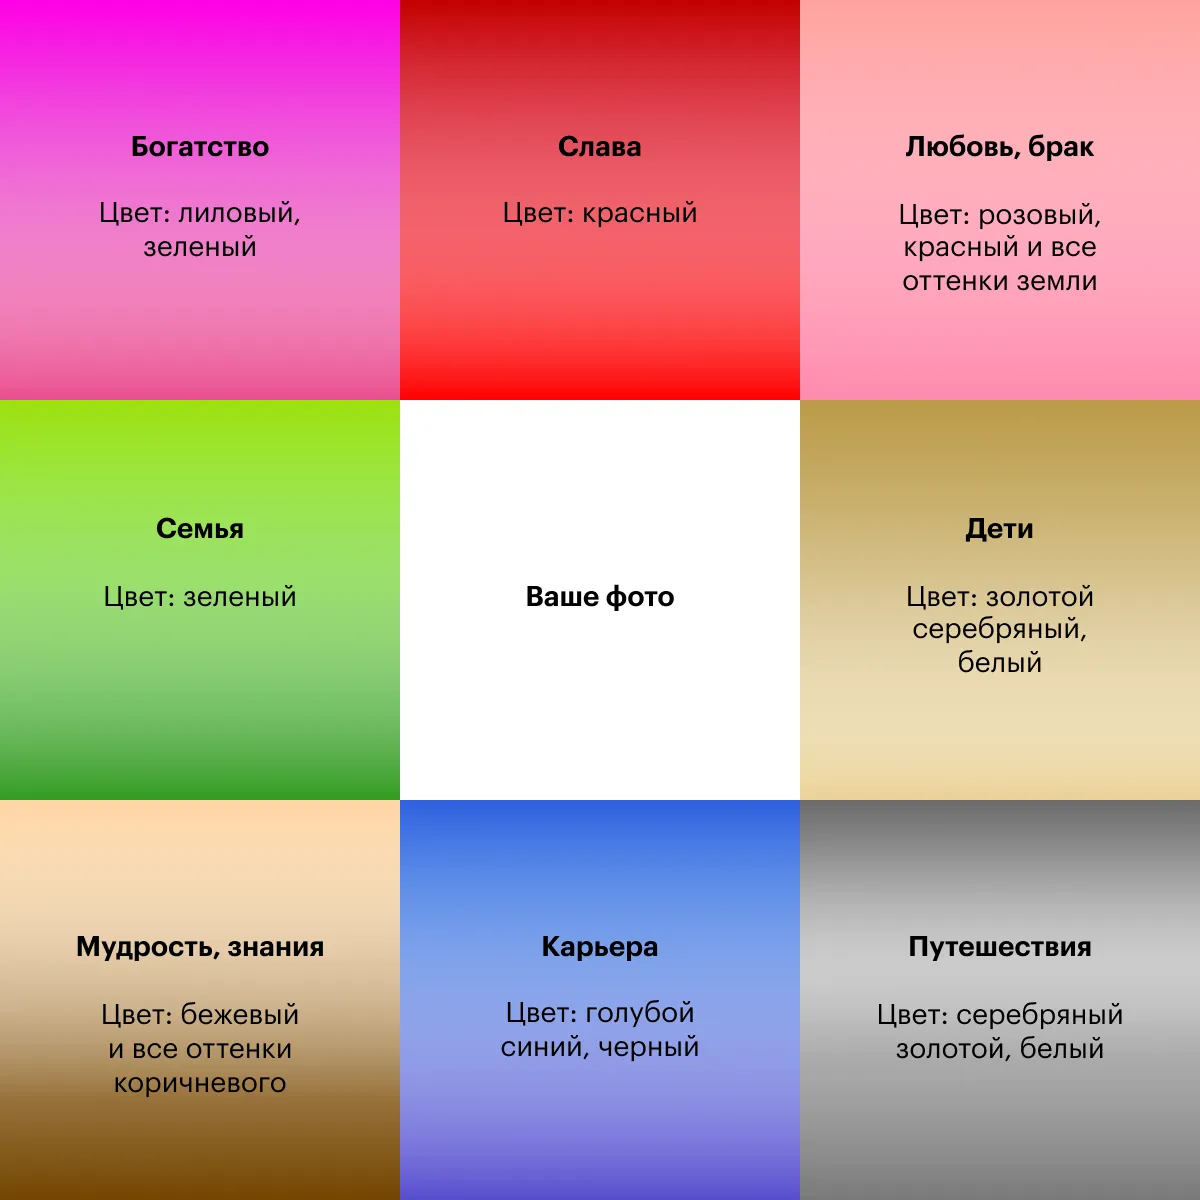 Богатство
Цвет: лиловый,
зеленый
Слава
Цвет: красный
Любовь, брак
Цвет: розовый,
красный и все
оттенки земли
Семья
Цвет: зеленый
Ваше фото
Дети
Цвет: золотой
серебряный,
белый
Мудрость, знания
Цвет: бежевый
и все оттенки
коричневого
Карьера
Цвет: голубой
синий, черный
Путешествия
Цвет: серебряный
золотой, белый